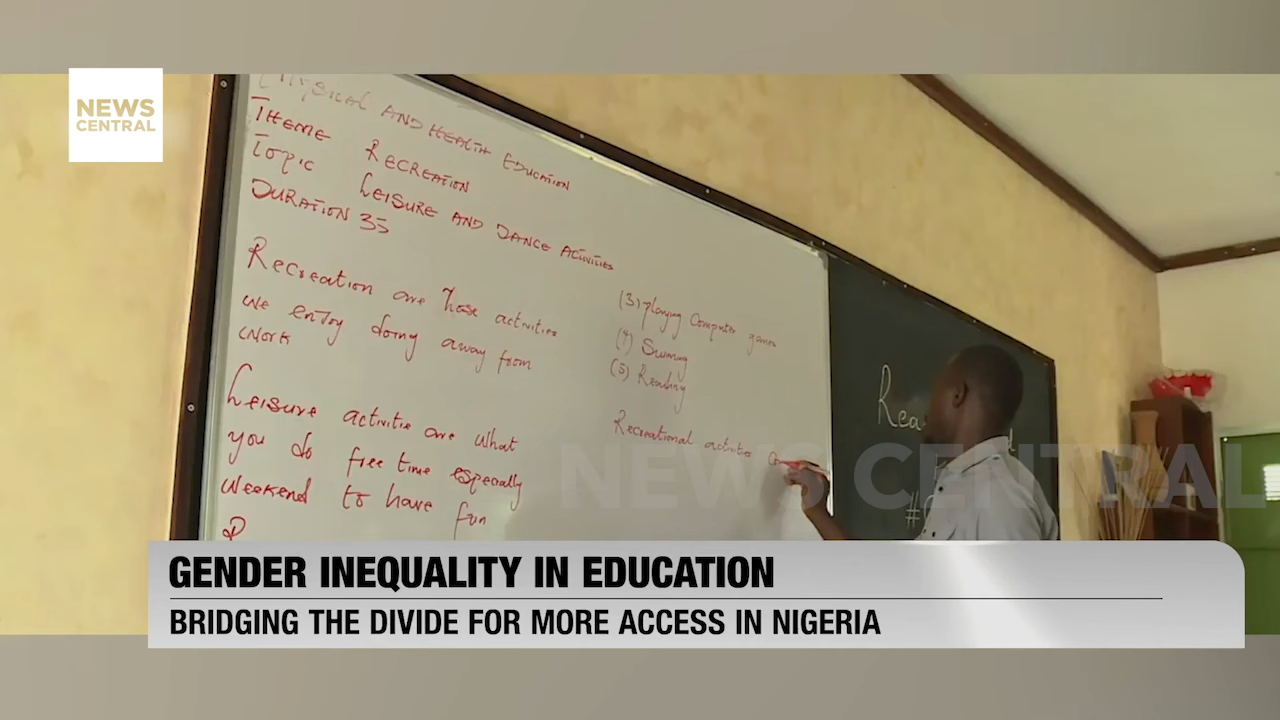 NEWS
CENTRAL
Physical AND HEALTH EDUCATION
THEME RECREATION
Topic LEISURE AND DANCE ACTIVITIES
DURATION 35
Recreation are those activities
we enjoy doing away from
work
Leisure activities are what
you do free time especially
weekend to have fun
(3) playing Computer games
(4) Swiming
(5) Reading
Recreational activities
Rea
#
NEWS CENTRAL
GENDER INEQUALITY IN EDUCATION
BRIDGING THE DIVIDE FOR MORE ACCESS IN NIGERIA